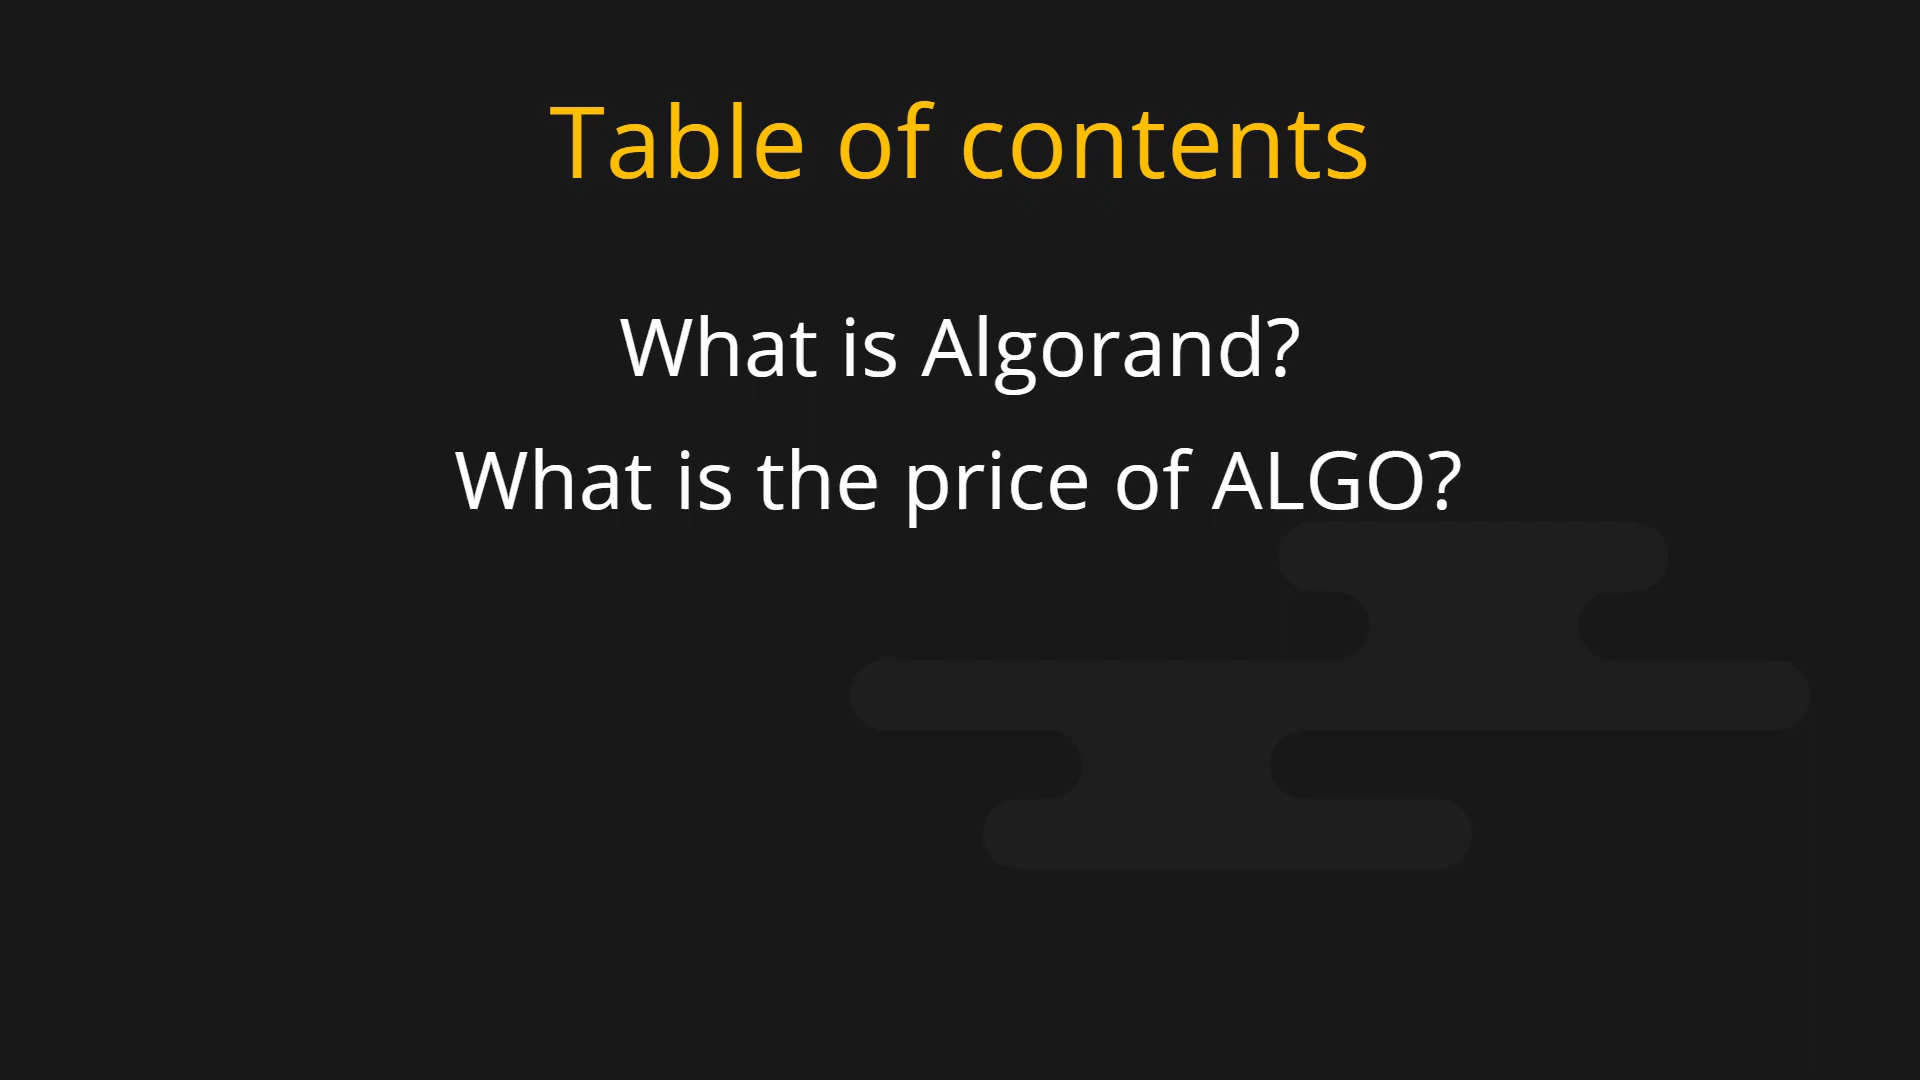 Table of contents
What is Algorand?
What is the price of ALGO?